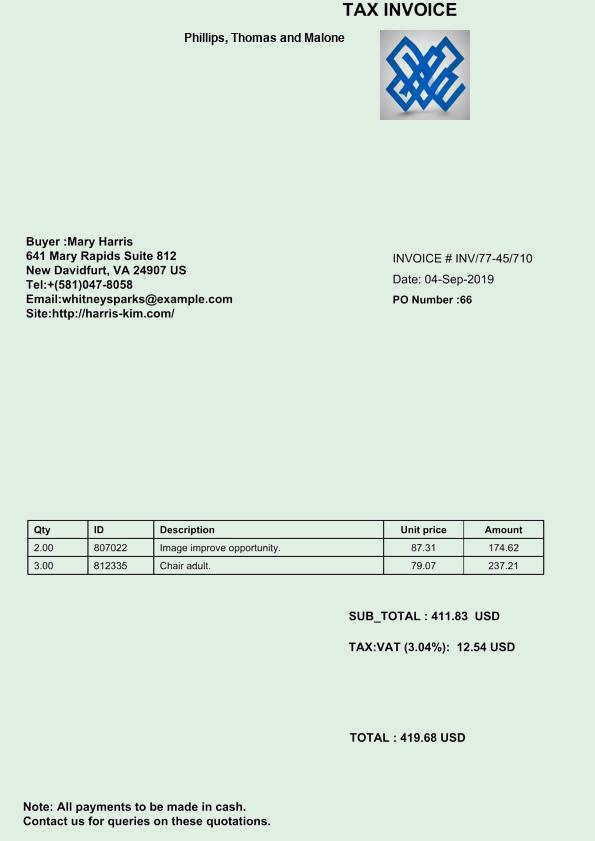 TAX INVOICE
Phillips, Thomas and Malone
Buyer :Mary Harris
641 Mary Rapids Suite 812
New Davidfurt, VA 24907 US
Tel:+(581)047-8058
Email:whitneysparks@example.com
Site:http://harris-kim.com/
INVOICE # INV/77-45/710
Date: 04-Sep-2019
PO Number :66
Qty ID Description Unit price Amount
2.00 807022 Image improve opportunity. 87.31 174.62
3.00 812335 Chair adult. 79.07 237.21
SUB_TOTAL : 411.83 USD
TAX:VAT (3.04%): 12.54 USD
TOTAL : 419.68 USD
Note: All payments to be made in cash.
Contact us for queries on these quotations.